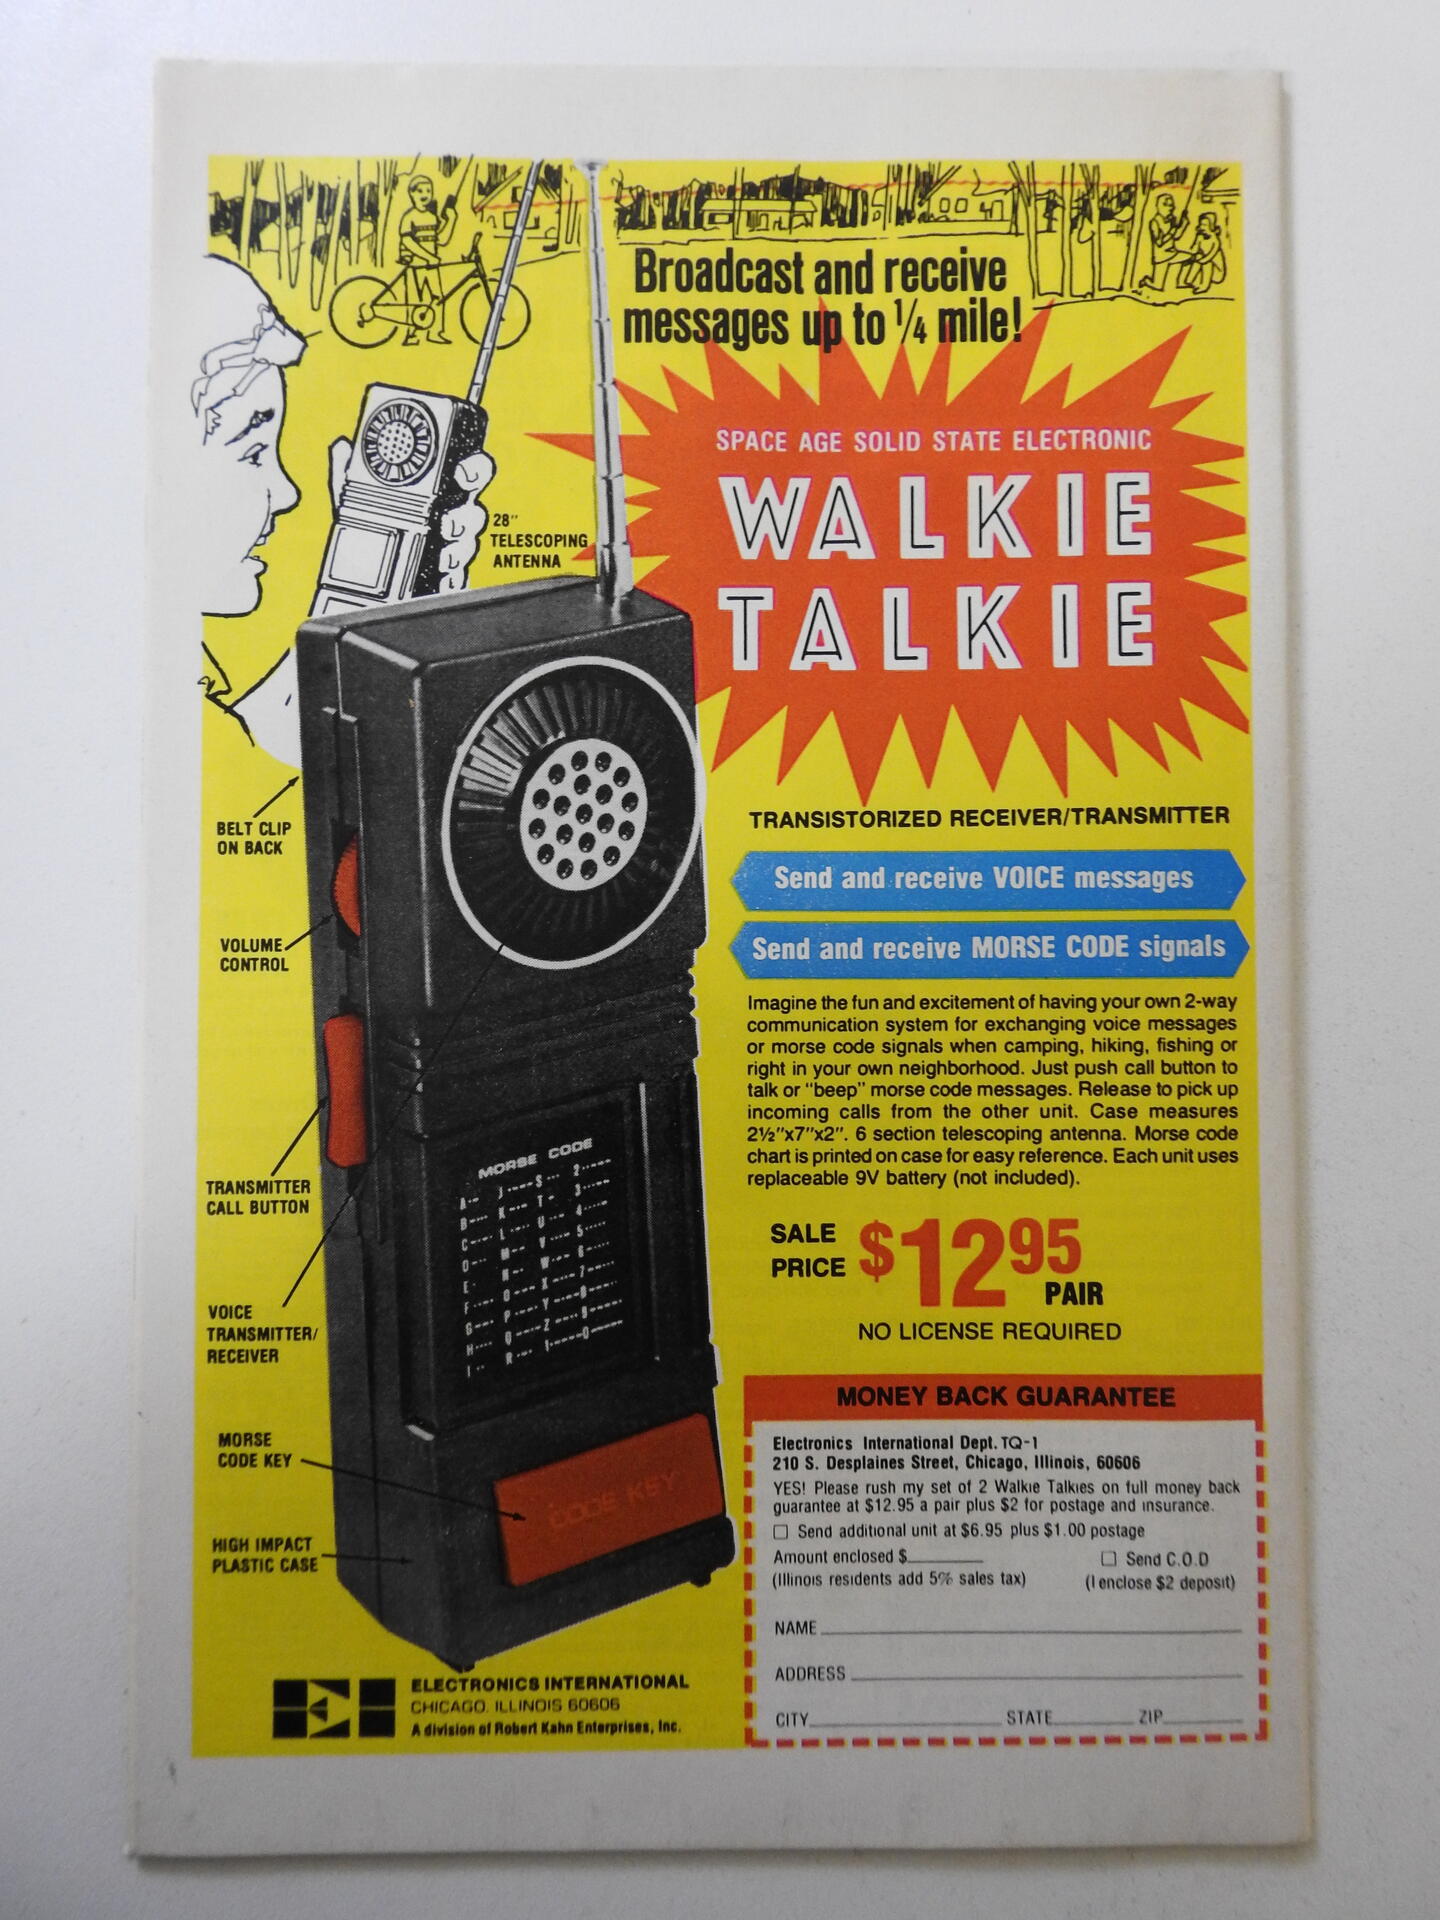 Broadcast and receive
messages up to 1/4 mile!
SPACE AGE SOLID STATE ELECTRONIC
WALKIE
TALKIE
28"
TELESCOPING
ANTENNA
BELT CLIP
ON BACK
VOLUME
CONTROL
TRANSMITTER
CALL BUTTON
VOICE
TRANSMITTER/
RECEIVER
MORSE
CODE KEY
HIGH IMPACT
PLASTIC CASE
MORSE CODE
CODE KEY
TRANSISTORIZED RECEIVER/TRANSMITTER
Send and receive VOICE messages
Send and receive MORSE CODE signals
Imagine the fun and excitement of having your own 2-way
communication system for exchanging voice messages
or morse code signals when camping, hiking, fishing or
right in your own neighborhood. Just push call button to
talk or "beep" morse code messages. Release to pick up
incoming calls from the other unit. Case measures
2½"x7"x2". 6 section telescoping antenna. Morse code
chart is printed on case for easy reference. Each unit uses
replaceable 9V battery (not included).
SALE
PRICE $12 95
PAIR
NO LICENSE REQUIRED
MONEY BACK GUARANTEE
Electronics International Dept. TQ-1
210 S. Desplaines Street, Chicago, Illinois, 60606
YES! Please rush my set of 2 Walkie Talkies on full money back
guarantee at $12.95 a pair plus $2 for postage and insurance.
☐ Send additional unit at $6.95 plus $1.00 postage
Amount enclosed $________ ☐ Send C.O.D
(Illinois residents add 5% sales tax) (I enclose $2 deposit)
NAME
ADDRESS
CITY STATE ZIP
ELECTRONICS INTERNATIONAL
CHICAGO, ILLINOIS 60606
A division of Robert Kahn Enterprises, Inc.